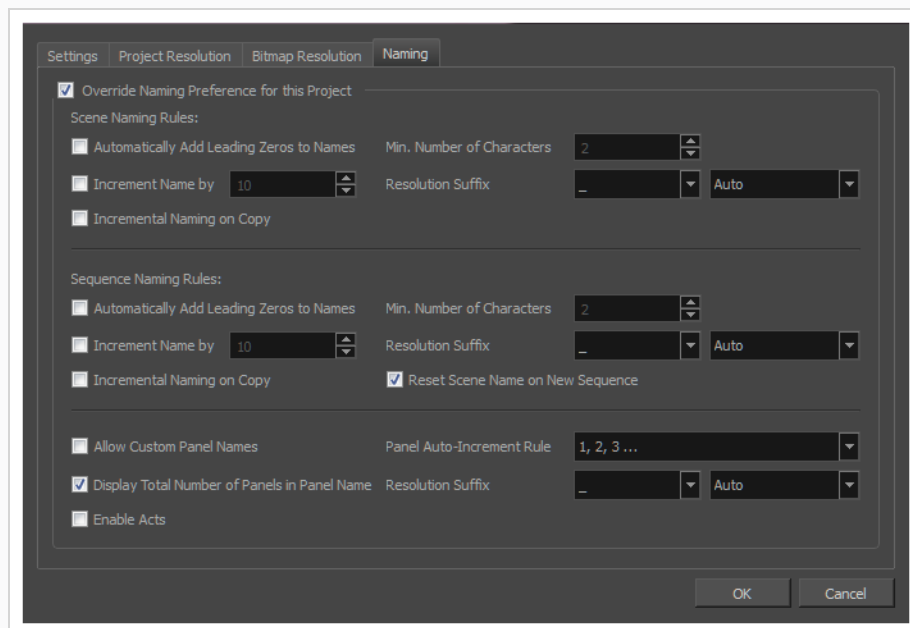 Settings Project Resolution Bitmap Resolution Naming
Override Naming Preference for this Project
Scene Naming Rules:
Automatically Add Leading Zeros to Names Min. Number of Characters 2
Increment Name by 10 Resolution Suffix _ Auto
Incremental Naming on Copy
Sequence Naming Rules:
Automatically Add Leading Zeros to Names Min. Number of Characters 2
Increment Name by 10 Resolution Suffix _ Auto
Incremental Naming on Copy Reset Scene Name on New Sequence
Allow Custom Panel Names Panel Auto-Increment Rule 1, 2, 3 ...
Display Total Number of Panels in Panel Name Resolution Suffix _ Auto
Enable Acts
OK Cancel